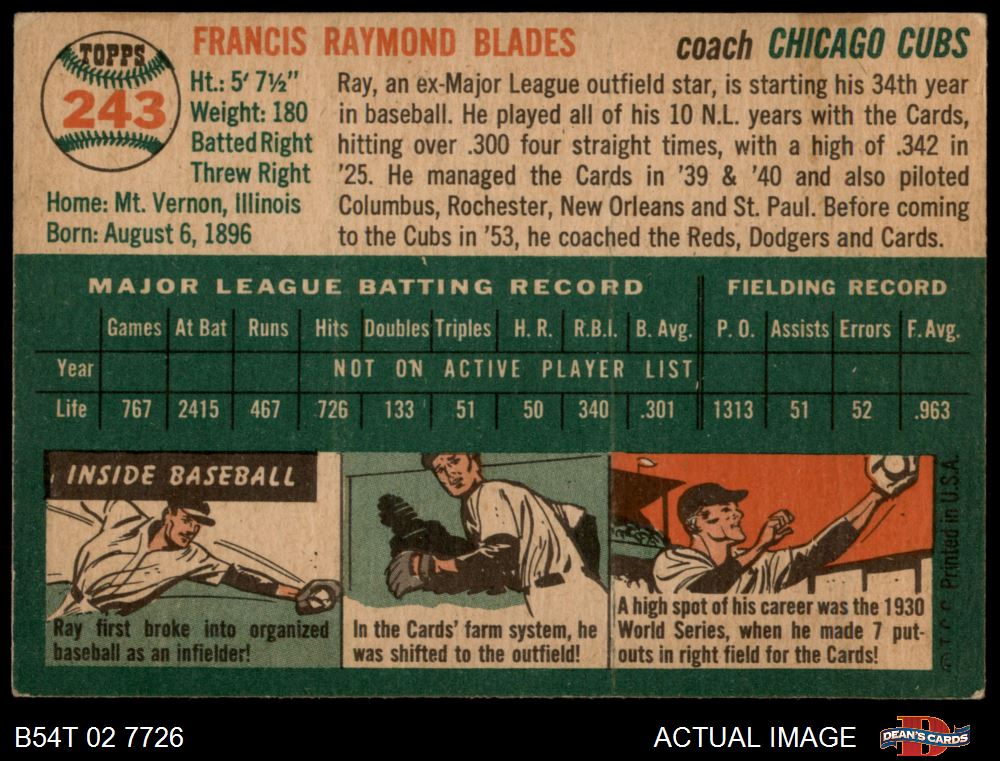 TOPPS
243
FRANCIS RAYMOND BLADES
coach CHICAGO CUBS
Ht.: 5' 7½"
Weight: 180
Batted Right
Threw Right
Home: Mt. Vernon, Illinois
Born: August 6, 1896
Ray, an ex-Major League outfield star, is starting his 34th year
in baseball. He played all of his 10 N.L. years with the Cards,
hitting over .300 four straight times, with a high of .342 in
'25. He managed the Cards in '39 & '40 and also piloted
Columbus, Rochester, New Orleans and St. Paul. Before coming
to the Cubs in '53, he coached the Reds, Dodgers and Cards.
MAJOR LEAGUE BATTING RECORD FIELDING RECORD
Games At Bat Runs Hits Doubles Triples H. R. R.B.I. B. Avg. P. O. Assists Errors F. Avg.
Year NOT ON ACTIVE PLAYER LIST
Life 767 2415 467 726 133 51 50 340 .301 1313 51 52 .963
INSIDE BASEBALL
Ray first broke into organized
baseball as an infielder!
In the Cards' farm system, he
was shifted to the outfield!
A high spot of his career was the 1930
World Series, when he made 7 put-
outs in right field for the Cards!
© T. C. G. Printed in U.S.A.
B54T 02 7726
ACTUAL IMAGE
D
DEAN'S CARDS